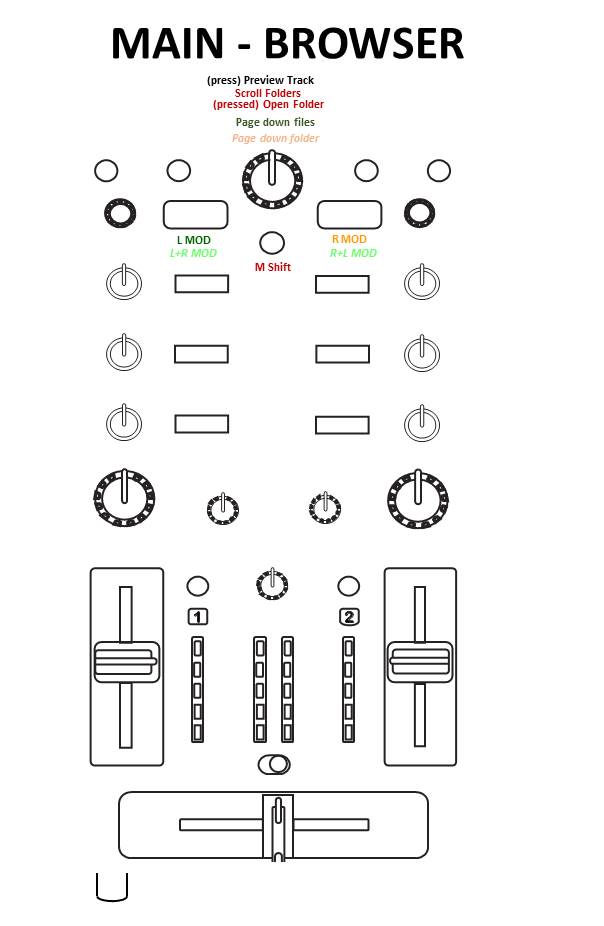 MAIN - BROWSER
(press) Preview Track
Scroll Folders
(pressed) Open Folder
Page down files
Page down folder
L MOD
R MOD
L+R MOD
R+L MOD
M Shift
1
2